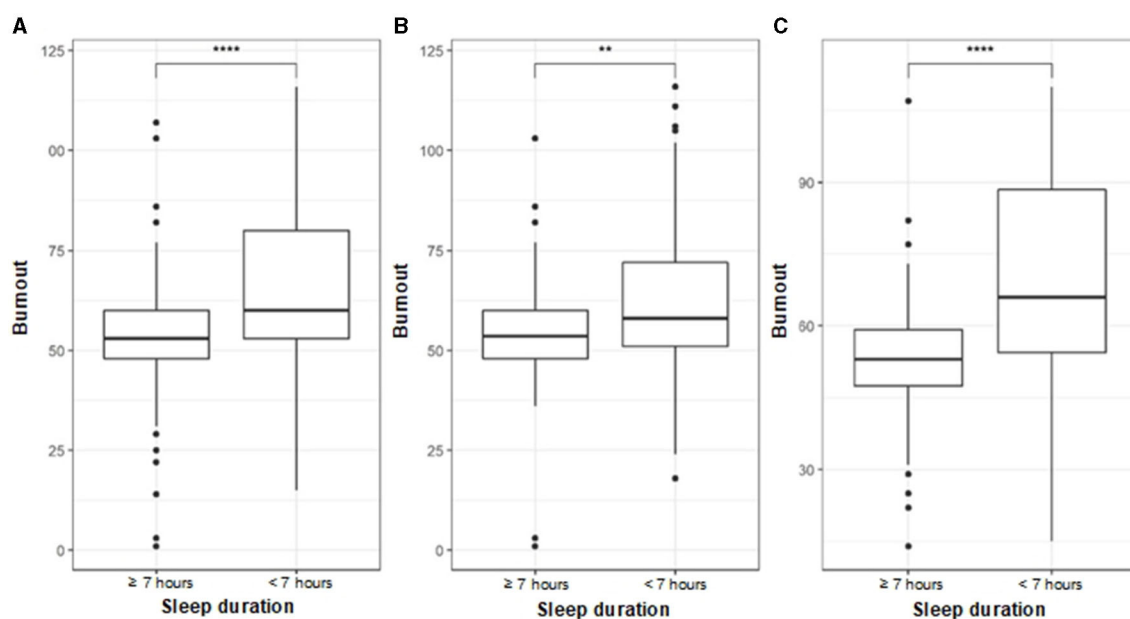 A
****
125
00
75
50
25
0
Burnout
≥ 7 hours < 7 hours
Sleep duration
B
**
125
100
75
50
25
0
Burnout
≥ 7 hours < 7 hours
Sleep duration
C
****
90
60
30
Burnout
≥ 7 hours < 7 hours
Sleep duration